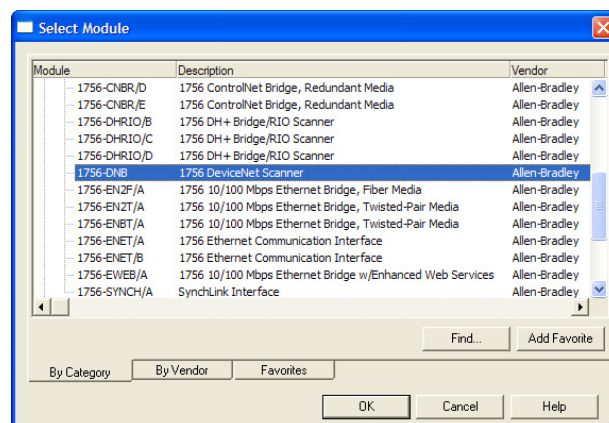 Select Module
Module Description Vendor
1756-CNBR/D 1756 ControlNet Bridge, Redundant Media Allen-Bradley
1756-CNBR/E 1756 ControlNet Bridge, Redundant Media Allen-Bradley
1756-DHRIO/B 1756 DH+ Bridge/RIO Scanner Allen-Bradley
1756-DHRIO/C 1756 DH+ Bridge/RIO Scanner Allen-Bradley
1756-DHRIO/D 1756 DH+ Bridge/RIO Scanner Allen-Bradley
1756-DNB 1756 DeviceNet Scanner Allen-Bradley
1756-EN2F/A 1756 10/100 Mbps Ethernet Bridge, Fiber Media Allen-Bradley
1756-EN2T/A 1756 10/100 Mbps Ethernet Bridge, Twisted-Pair Media Allen-Bradley
1756-ENBT/A 1756 10/100 Mbps Ethernet Bridge, Twisted-Pair Media Allen-Bradley
1756-ENET/A 1756 Ethernet Communication Interface Allen-Bradley
1756-ENET/B 1756 Ethernet Communication Interface Allen-Bradley
1756-EWEB/A 1756 10/100 Mbps Ethernet Bridge w/Enhanced Web Services Allen-Bradley
1756-SYNCH/A SynchLink Interface Allen-Bradley
Find... Add Favorite
By Category By Vendor Favorites
OK Cancel Help